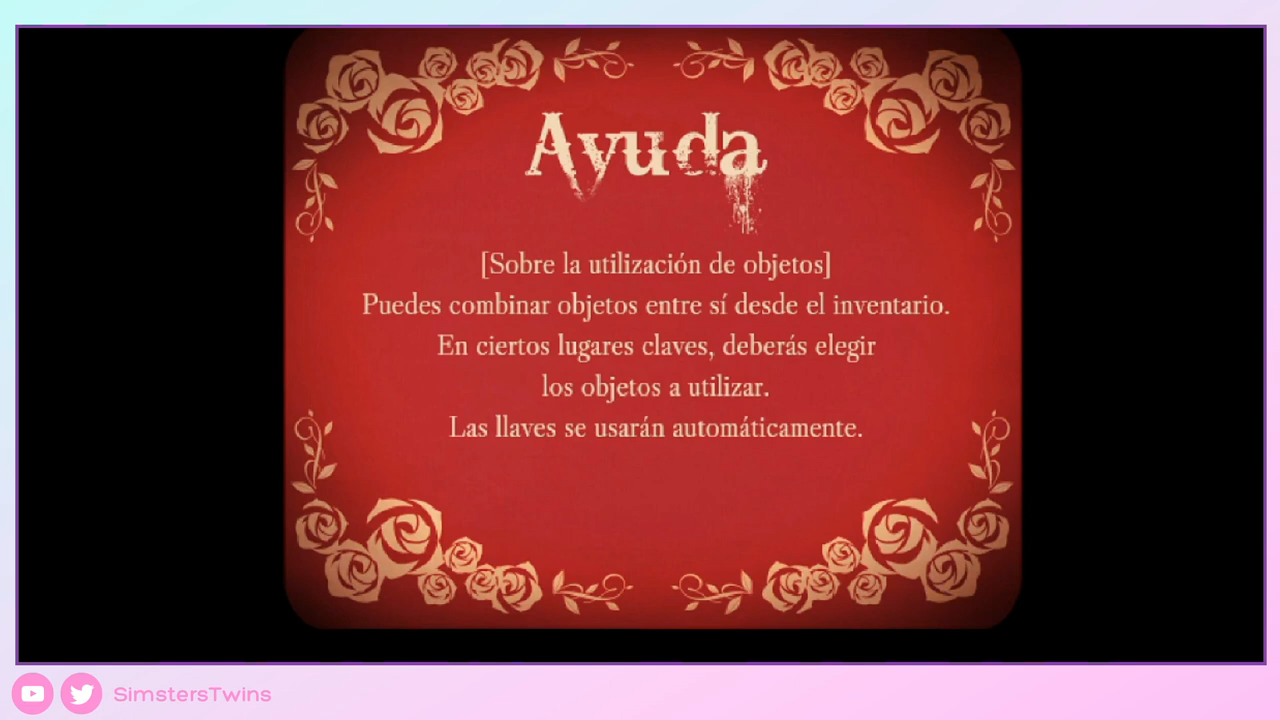 Ayuda
[Sobre la utilización de objetos]
Puedes combinar objetos entre sí desde el inventario.
En ciertos lugares claves, deberás elegir
los objetos a utilizar.
Las llaves se usarán automáticamente.
SimstersTwins